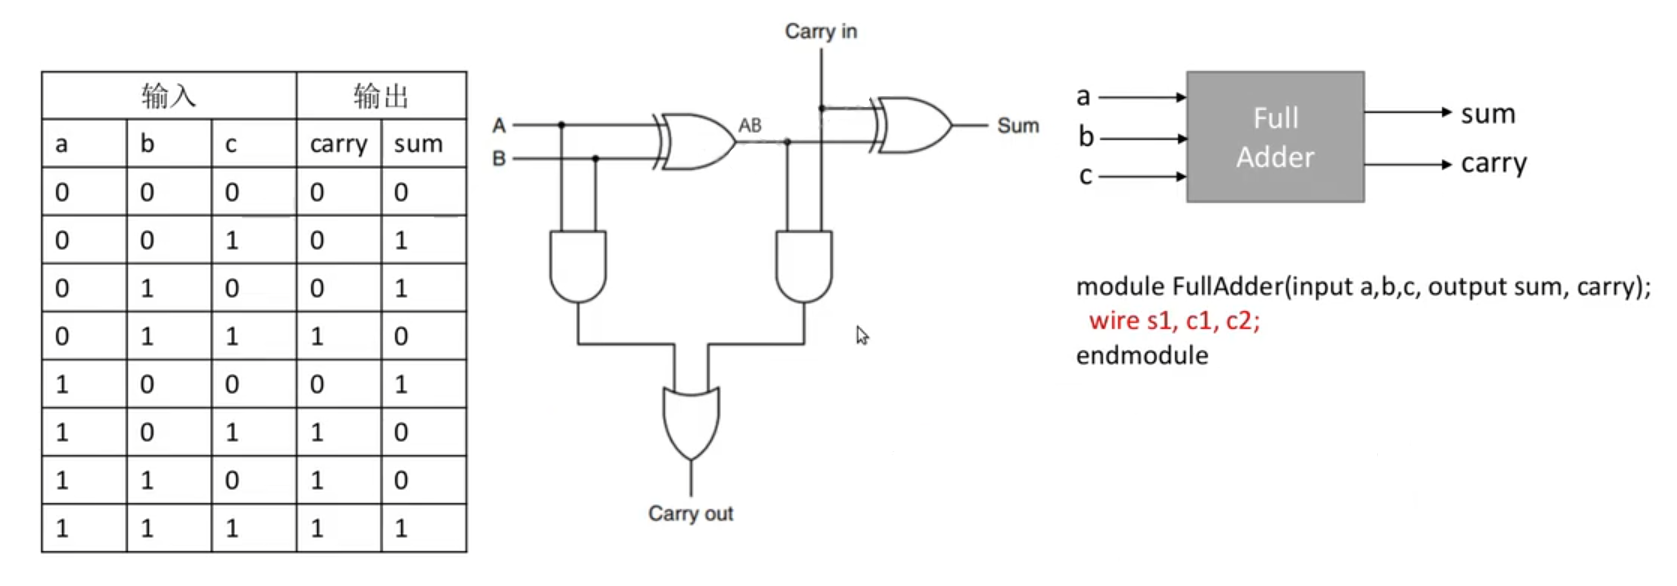 输入 输出
a b c carry sum
0 0 0 0 0
0 0 1 0 1
0 1 0 0 1
0 1 1 1 0
1 0 0 0 1
1 0 1 1 0
1 1 0 1 0
1 1 1 1 1
Carry in
A
B
AB
Sum
Carry out
a
b
c
Full
Adder
sum
carry
module FullAdder(input a,b,c, output sum, carry);
wire s1, c1, c2;
endmodule